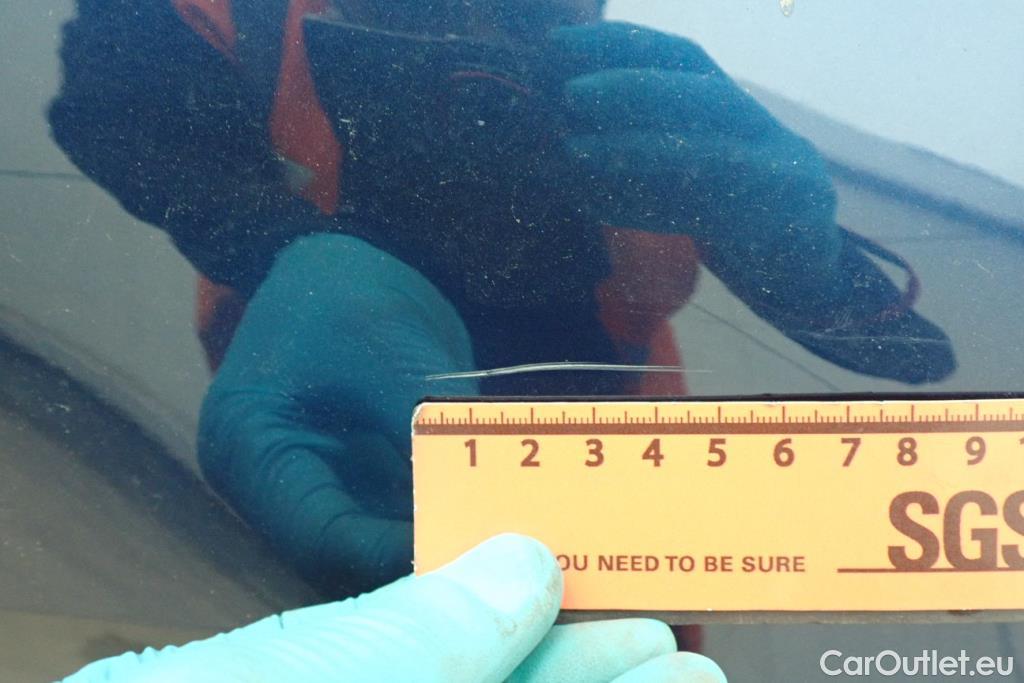 1 2 3 4 5 6 7 8 9
SGS
OU NEED TO BE SURE
CarOutlet.eu